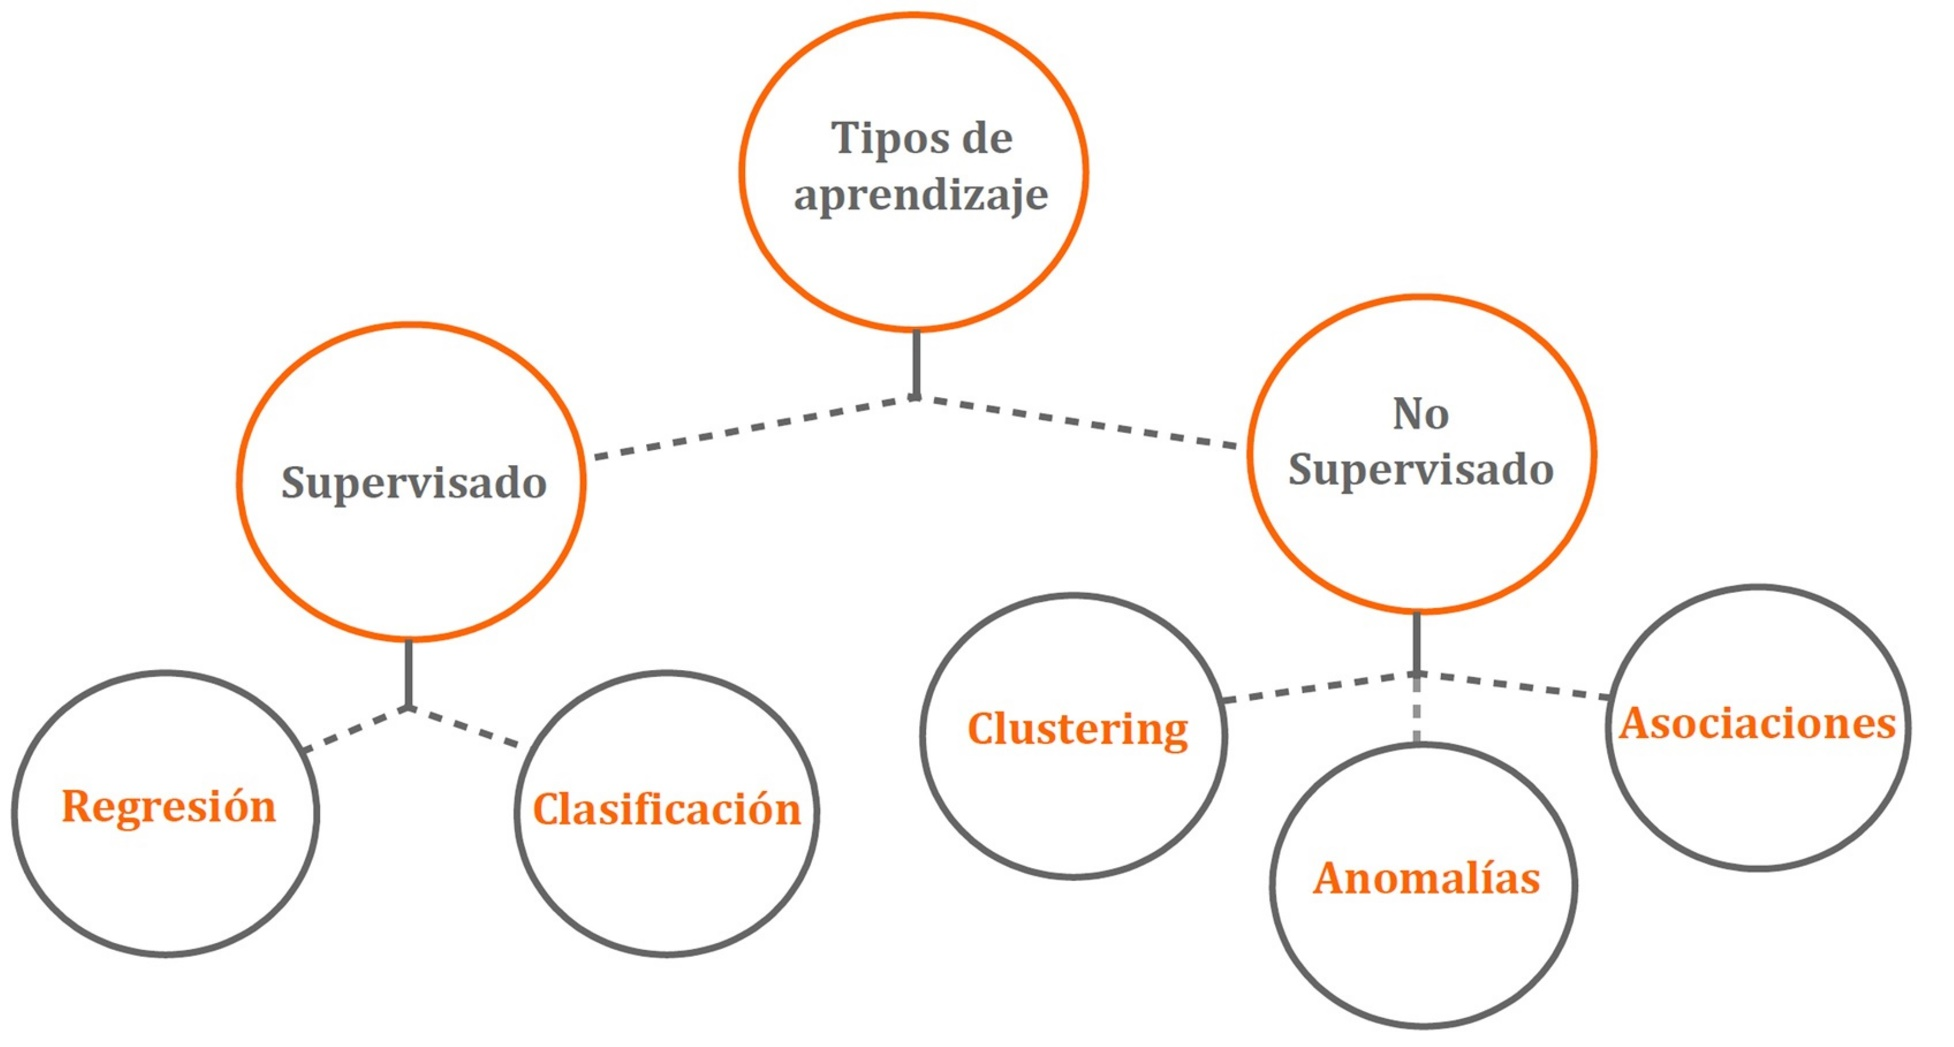 Tipos de
aprendizaje
Supervisado
No
Supervisado
Regresión
Clasificación
Clustering
Anomalías
Asociaciones